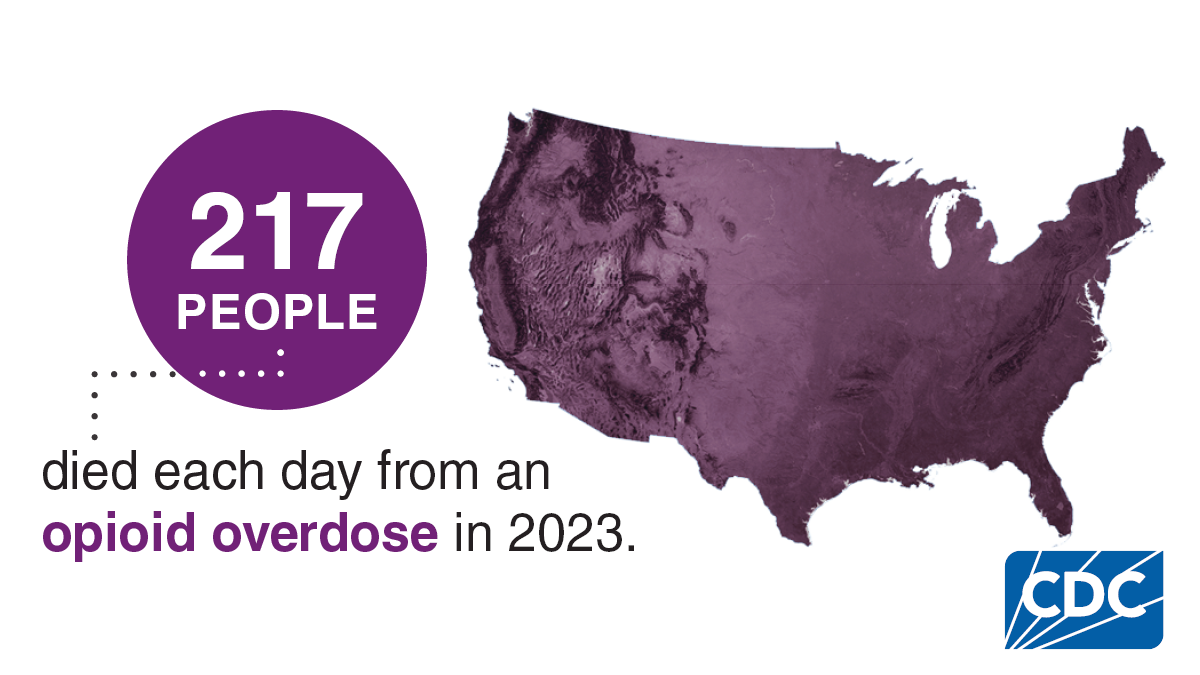 217
PEOPLE
died each day from an
opioid overdose in 2023.
CDC